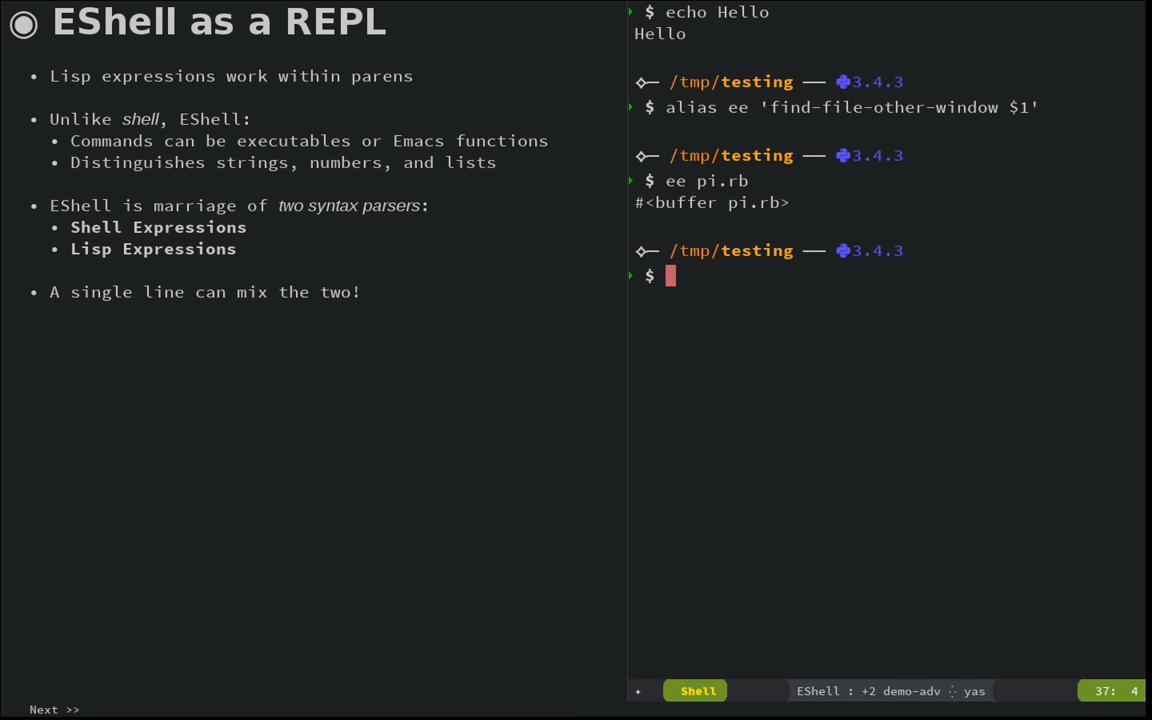 ◉ EShell as a REPL
• Lisp expressions work within parens
• Unlike shell, EShell:
• Commands can be executables or Emacs functions
• Distinguishes strings, numbers, and lists
• EShell is marriage of two syntax parsers:
• Shell Expressions
• Lisp Expressions
• A single line can mix the two!
Next >>
$ echo Hello
Hello
/tmp/testing — 3.4.3
$ alias ee 'find-file-other-window $1'
/tmp/testing — 3.4.3
$ ee pi.rb
#<buffer pi.rb>
/tmp/testing — 3.4.3
$
Shell EShell : +2 demo-adv yas 37: 4